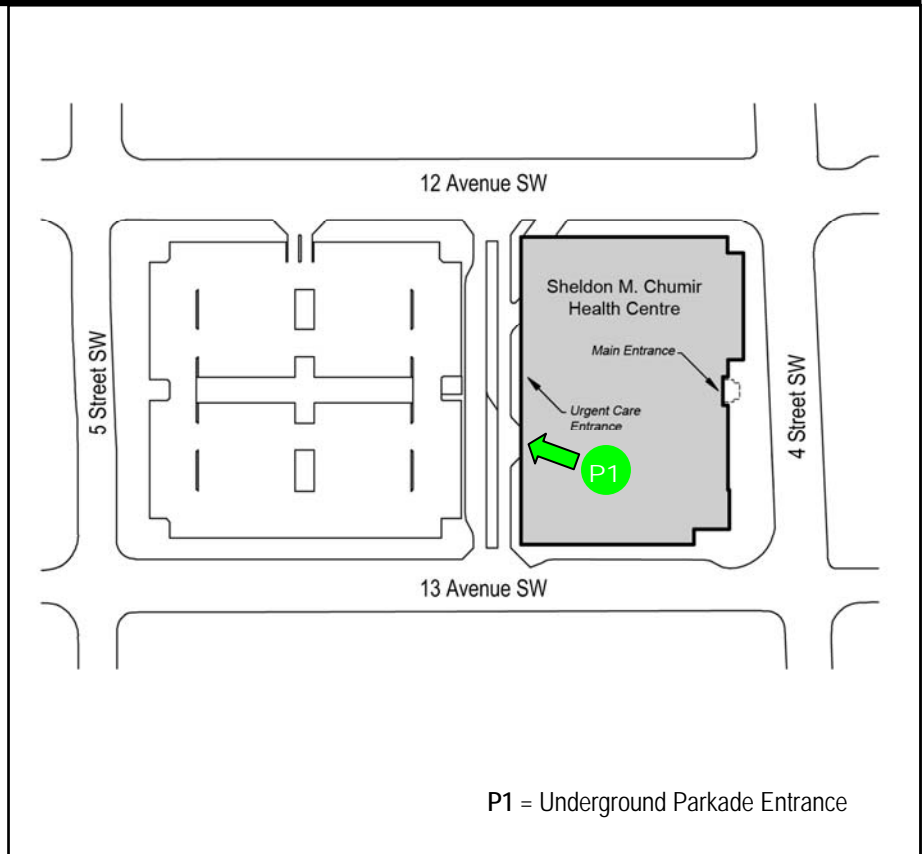 12 Avenue SW
Sheldon M. Chumir
Health Centre
Main Entrance
5 Street SW
4 Street SW
Urgent Care
Entrance
P1
13 Avenue SW
P1 = Underground Parkade Entrance